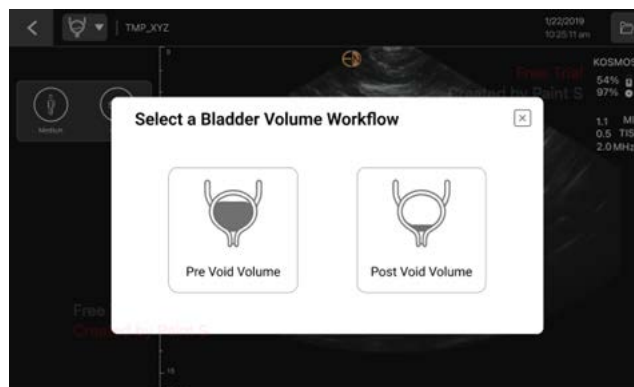 TMP_XYZ
1/22/2019
10:25:11 am
KOSMOS
54%
97%
1.1 MI
0.5 TIS
2.0 MHz
Free Trial
Created by Paint S
Medium
Select a Bladder Volume Workflow
Pre Void Volume
Post Void Volume
Free
Created by Paint S
15